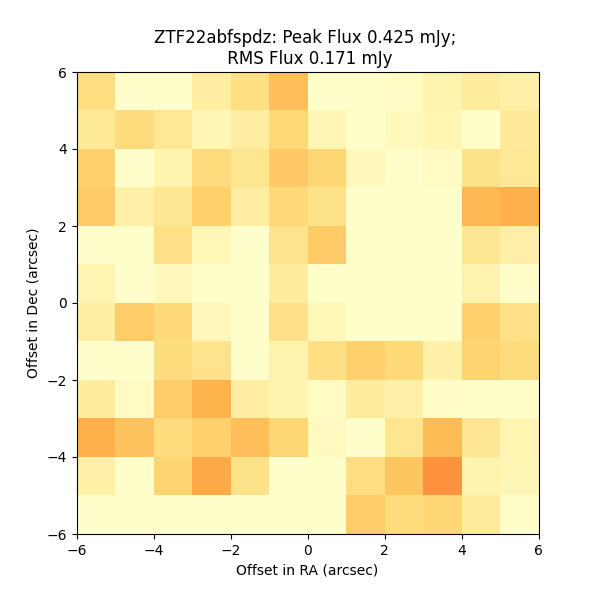 ZTF22abfspdz: Peak Flux 0.425 mJy;
RMS Flux 0.171 mJy
6
4
2
0
−2
−4
−6
Offset in Dec (arcsec)
−6 −4 −2 0 2 4 6
Offset in RA (arcsec)